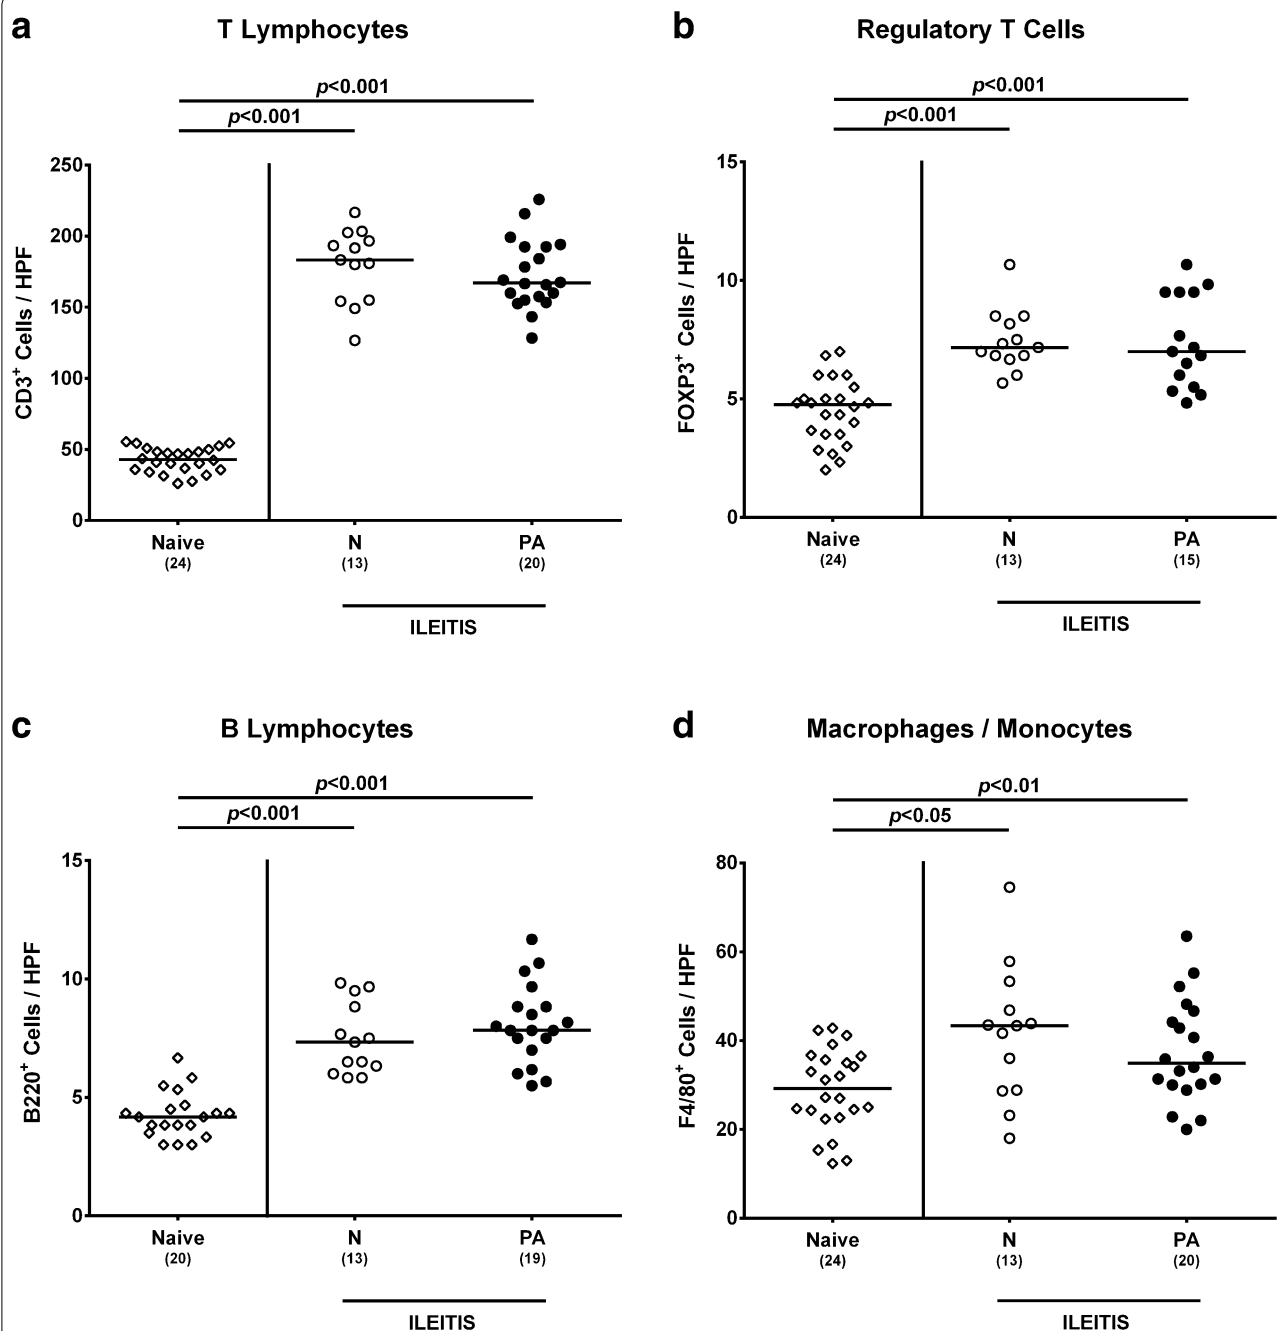 a T Lymphocytes
p<0.001
p<0.001
250
200
150
100
50
0
CD3+ Cells / HPF
Naive N PA
(24) (13) (20)
ILEITIS
b Regulatory T Cells
p<0.001
p<0.001
15
10
5
0
FOXP3+ Cells / HPF
Naive N PA
(24) (13) (15)
ILEITIS
c B Lymphocytes
p<0.001
p<0.001
15
10
5
0
B220+ Cells / HPF
Naive N PA
(20) (13) (19)
ILEITIS
d Macrophages / Monocytes
p<0.01
p<0.05
80
60
40
20
0
F4/80+ Cells / HPF
Naive N PA
(24) (13) (20)
ILEITIS